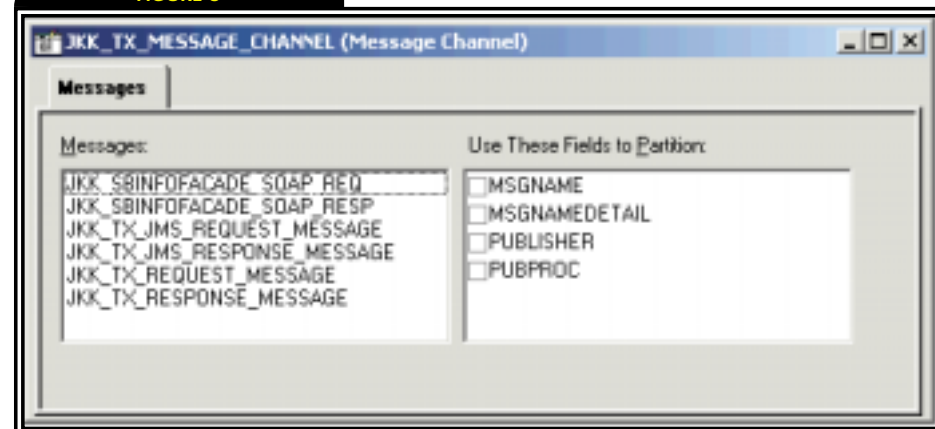 JKK_TX_MESSAGE_CHANNEL (Message Channel)
Messages
Messages:
JKK_SBINFOFACADE_SOAP_REQ
JKK_SBINFOFACADE_SOAP_RESP
JKK_TX_JMS_REQUEST_MESSAGE
JKK_TX_JMS_RESPONSE_MESSAGE
JKK_TX_REQUEST_MESSAGE
JKK_TX_RESPONSE_MESSAGE
Use These Fields to Partition:
MSGNAME
MSGNAMEDETAIL
PUBLISHER
PUBPROC